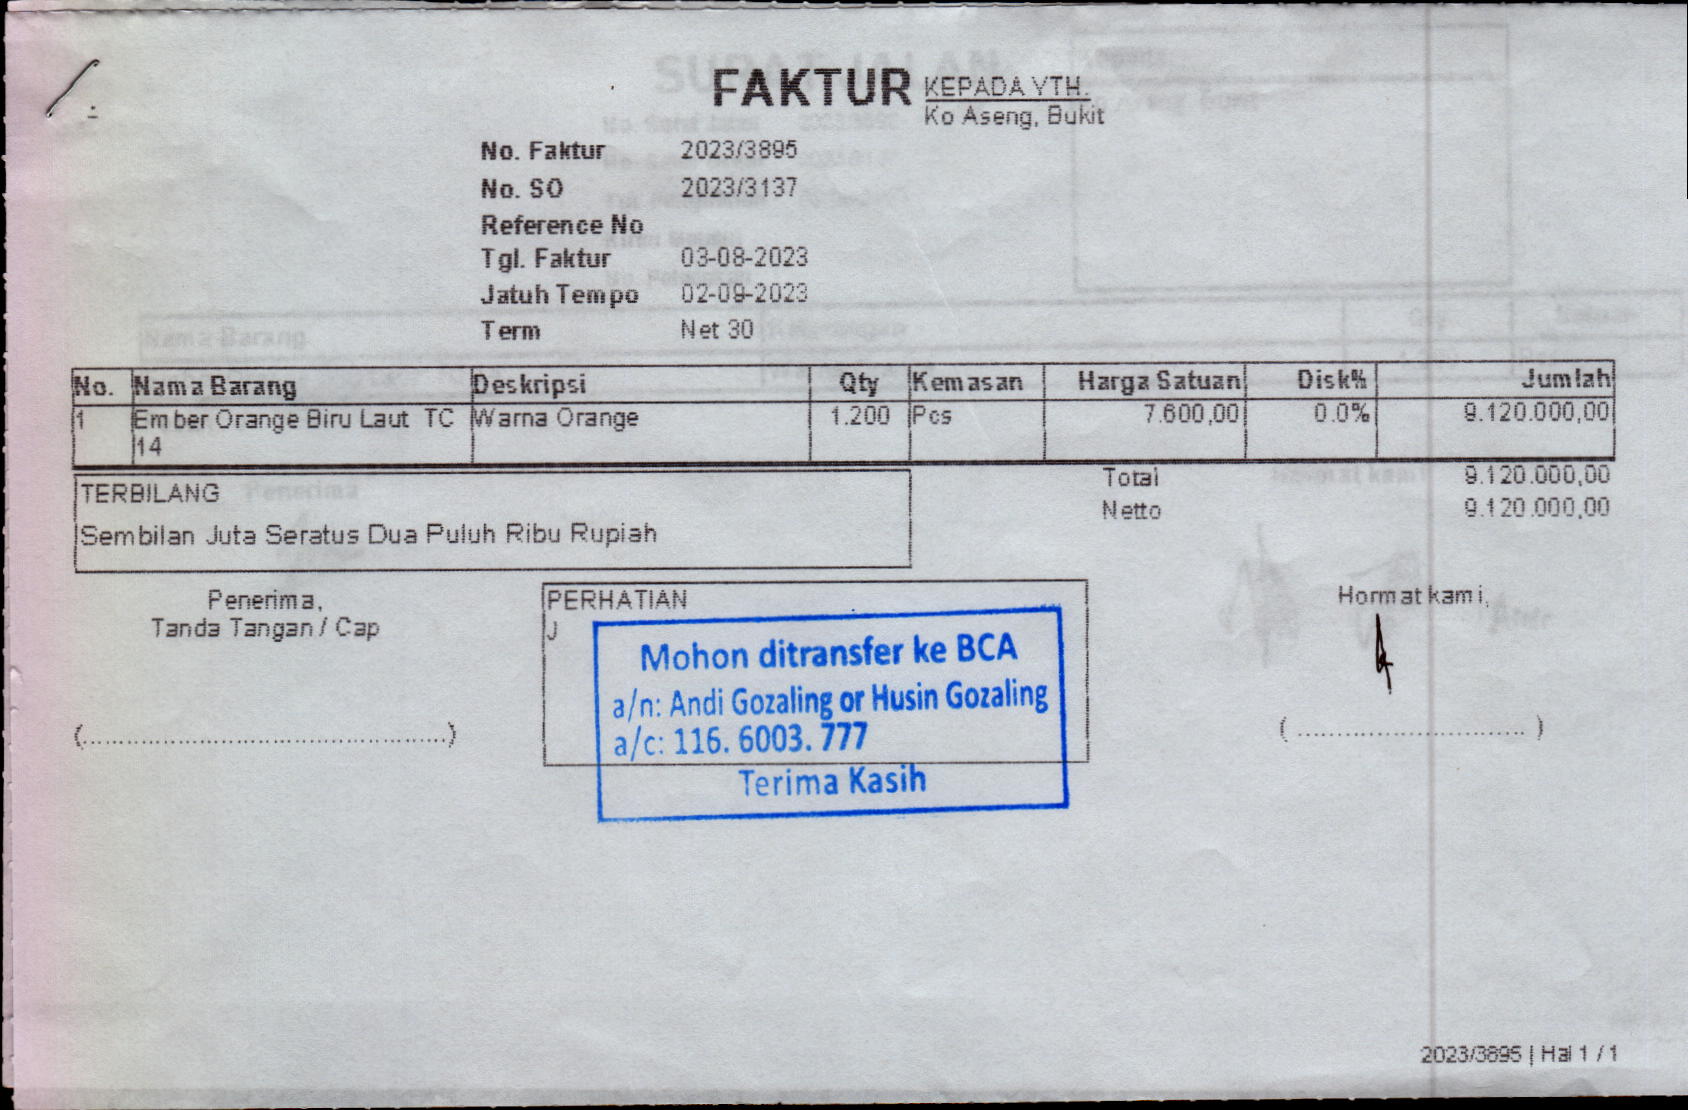 FAKTUR
KEPADA YTH.
Ko Aseng, Bukit
No. Faktur 2023/3895
No. SO 2023/3137
Reference No
Tgl. Faktur 03-08-2023
Jatuh Tempo 02-09-2023
Term Net 30
No. Nama Barang Deskripsi Qty Kemasan Harga Satuan Disk% Jumlah
1 Ember Orange Biru Laut TC Warna Orange 1.200 Pcs 7.600,00 0.0% 9.120.000,00
14
Total 9.120.000,00
TERBILANG
Netto 9.120.000,00
Sembilan Juta Seratus Dua Puluh Ribu Rupiah
Penerima,
Tanda Tangan / Cap
(................................................)
PERHATIAN
J
Mohon ditransfer ke BCA
a/n: Andi Gozaling or Husin Gozaling
a/c: 116. 6003. 777
Terima Kasih
Hormat kami,
( .............................. )
2023/3895 | Hal 1 / 1